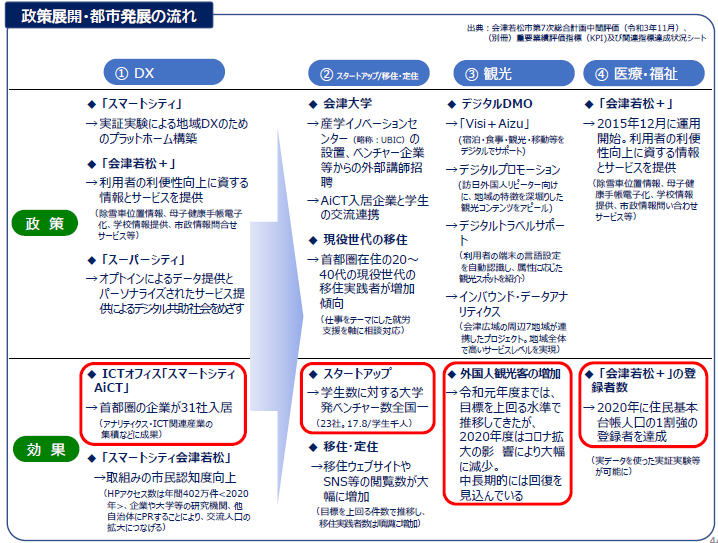 政策展開・都市発展の流れ
出典：会津若松市第7次総合計画中間評価（令和3年11月）、
（別冊）重要業績評価指標（KPI)及び関連指標達成状況シート
① DX
② スタートアップ/移住・定住
③ 観光
④ 医療・福祉
政 策
◆ 「スマートシティ」
→ 実証実験による地域DXのため
のプラットホーム構築
◆ 「会津若松＋」
→ 利用者の利便性向上に資する
情報とサービスを提供
（除雪車位置情報、母子健康手帳電子
化、学校情報提供、市政情報問合せ
サービス等）
◆ 「スーパーシティ」
→ オプトインによるデータ提供と
パーソナライズされたサービス提
供によるデジタル共助社会をめざす
◆ 会津大学
→ 産学イノベーションセ
ンター（略称：UBIC）の
設置、ベンチャー企業
等からの外部講師招
聘
→ AiCT入居企業と学生
の交流連携
◆ 現役世代の移住
→ 首都圏在住の20～
40代の現役世代の
移住実践者が増加
傾向
（仕事をテーマにした就労
支援を軸に相談対応）
◆ デジタルDMO
→ 「Visi＋Aizu」
（宿泊・食事・観光・移動等を
デジタルでサポート）
→ デジタルプロモーション
（訪日外国人リピーター向け
に、地域の特徴を深堀りした
観光コンテンツをアピール）
→ デジタルトラベルサポー
ト
（利用者の端末の言語設定
を自動認識し、属性に応じた
観光スポットを紹介）
→ インバウンド・データアナ
リティクス
（会津広域の周辺7地域が連
携したプロジェクト。地域全体
で高いサービスレベルを実現）
◆ 「会津若松＋」
→ 2015年12月に運用
開始。利用者の利便
性向上に資する情報
とサービスを提供
（除雪車位置情報、母子健
康手帳電子化、学校情報
提供、市政情報問い合わせ
サービス等）
効 果
◆ ICTオフィス「スマートシティ
AiCT」
→ 首都圏の企業が31社入居
（アナリティクス・ICT関連産業の
集積などに成果）
◆ 「スマートシティ会津若松」
→ 取組みの市民認知度向上
（HPアクセス数は年間402万件<2020
年>、企業や大学等の研究機関、他
自治体にPRすることにより、交流人口の
拡大につなげる）
◆ スタートアップ
→ 学生数に対する大学
発ベンチャー数全国一
（23社。17.8/学生千人）
◆ 移住・定住
→ 移住ウェブサイトや
SNS等の閲覧数が大
幅に増加
（目標を上回る件数で推移し、
移住実践者数は順調に増加）
◆ 外国人観光客の増加
→ 令和元年度までは、
目標を上回る水準で
推移してきたが、
2020年度はコロナ拡
大の影 響により大幅
に減少。
中長期的には回復を
見込んでいる
◆ 「会津若松＋」の登
録者数
→ 2020年に住民基本
台帳人口の1割強の
登録者を達成
（実データを使った実証実験等
が可能に）